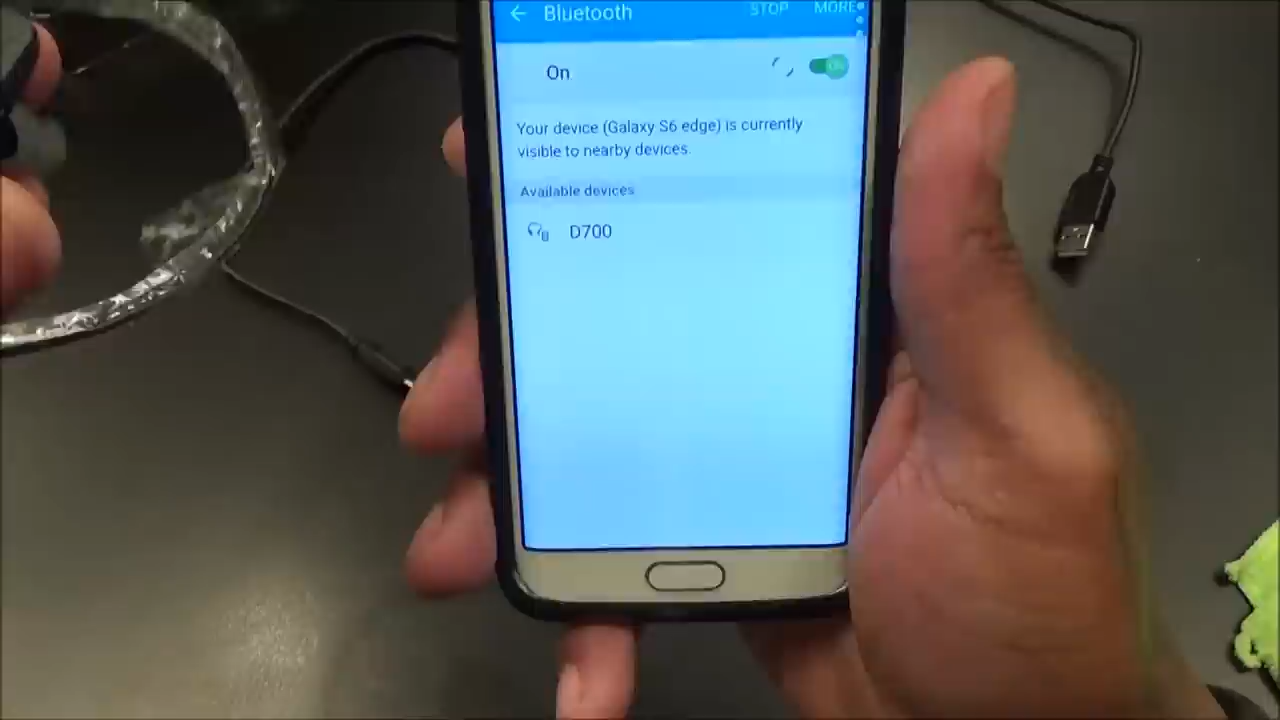 Bluetooth STOP MORE
On
Your device (Galaxy S6 edge) is currently
visible to nearby devices.
Available devices
D700